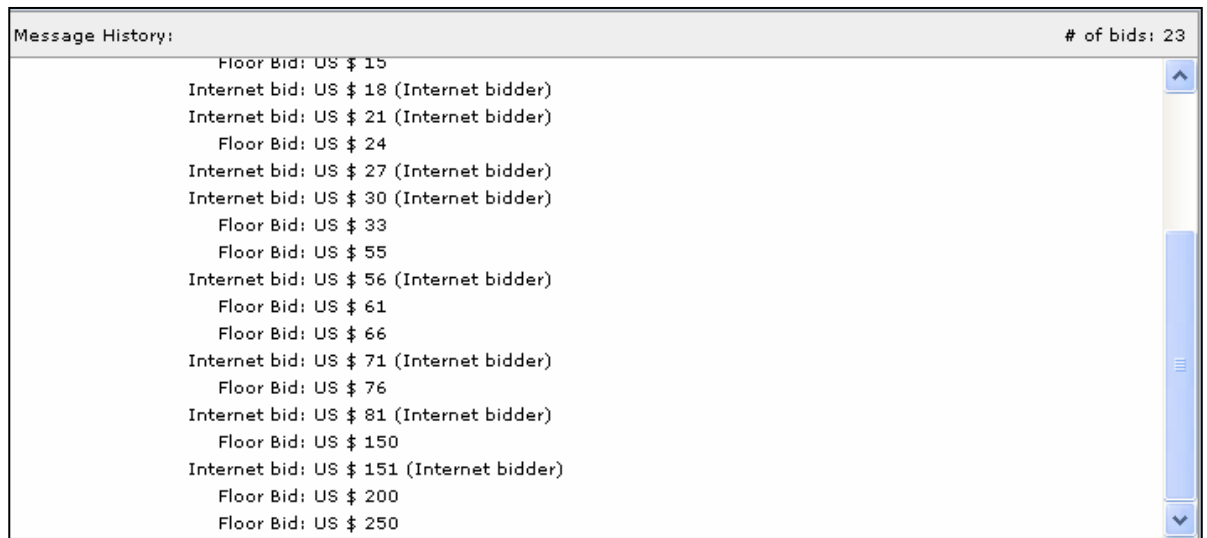 Message History: # of bids: 23
Floor Bid: US $ 15
Internet bid: US $ 18 (Internet bidder)
Internet bid: US $ 21 (Internet bidder)
Floor Bid: US $ 24
Internet bid: US $ 27 (Internet bidder)
Internet bid: US $ 30 (Internet bidder)
Floor Bid: US $ 33
Floor Bid: US $ 55
Internet bid: US $ 56 (Internet bidder)
Floor Bid: US $ 61
Floor Bid: US $ 66
Internet bid: US $ 71 (Internet bidder)
Floor Bid: US $ 76
Internet bid: US $ 81 (Internet bidder)
Floor Bid: US $ 150
Internet bid: US $ 151 (Internet bidder)
Floor Bid: US $ 200
Floor Bid: US $ 250